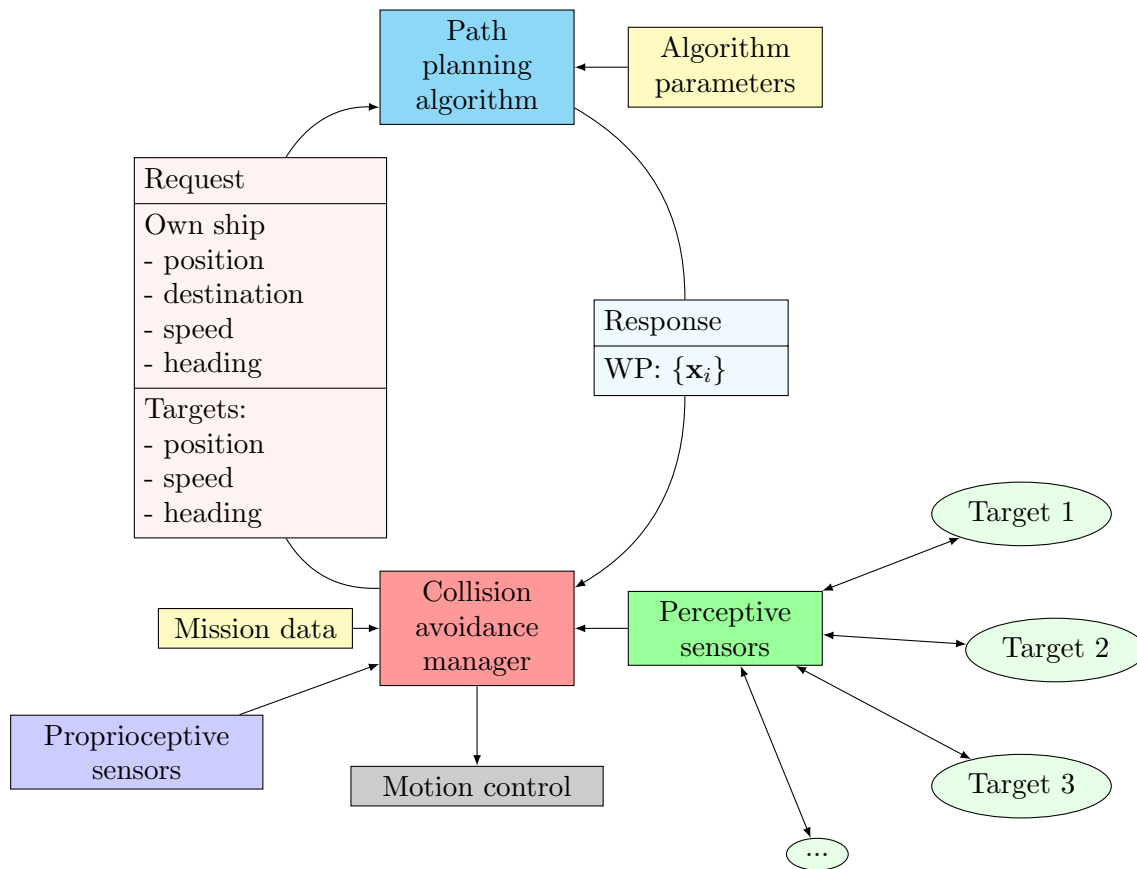 Path
planning
algorithm
Algorithm
parameters
Request
Own ship
- position
- destination
- speed
- heading
Targets:
- position
- speed
- heading
Response
WP: {𝐱ᵢ}
Target 1
Collision
avoidance
manager
Mission data
Perceptive
sensors
Target 2
Proprioceptive
sensors
Motion control
Target 3
...